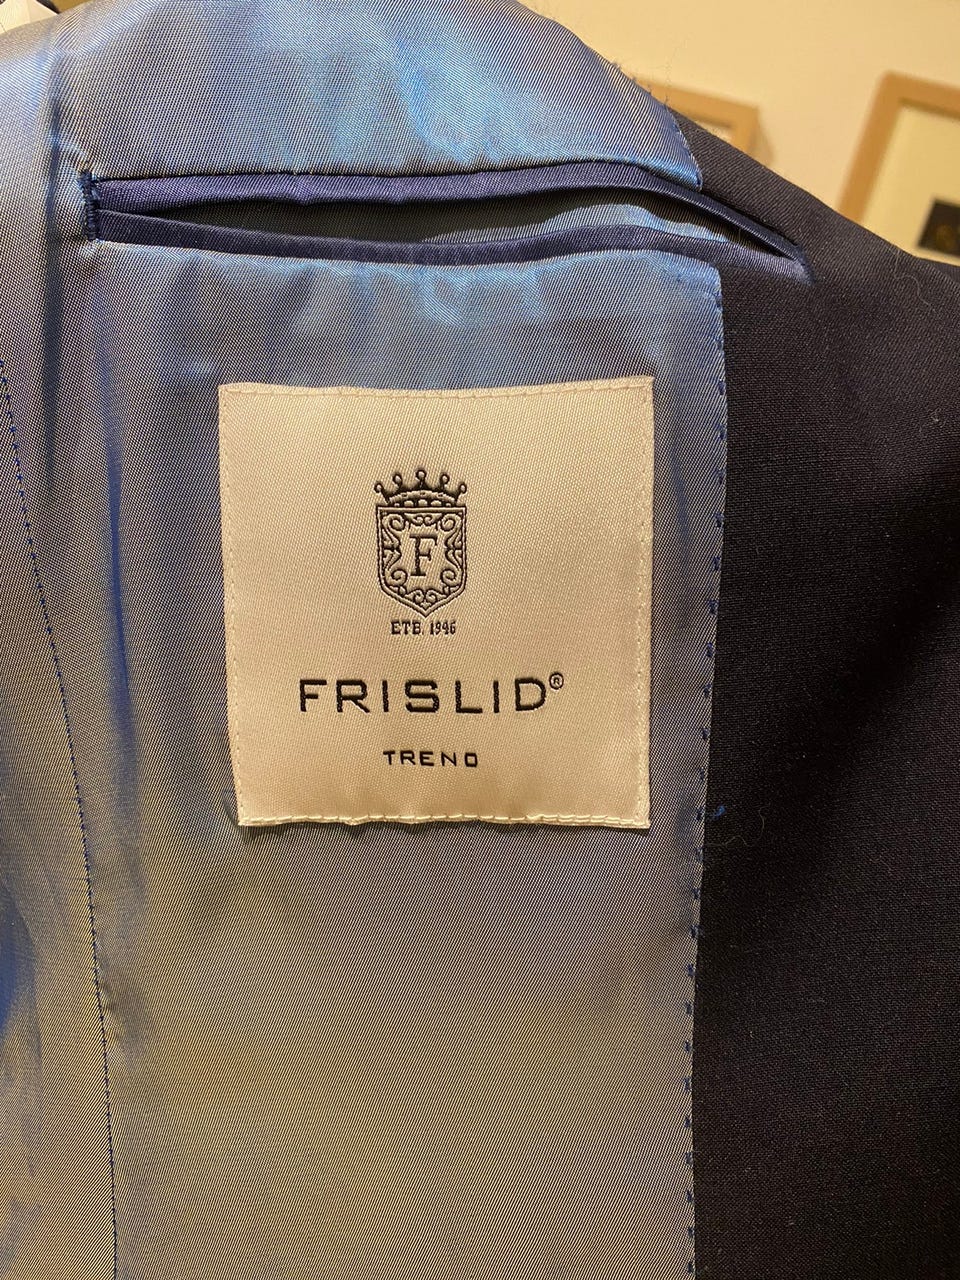 F
ETB. 1946
FRISLID®
TRENO